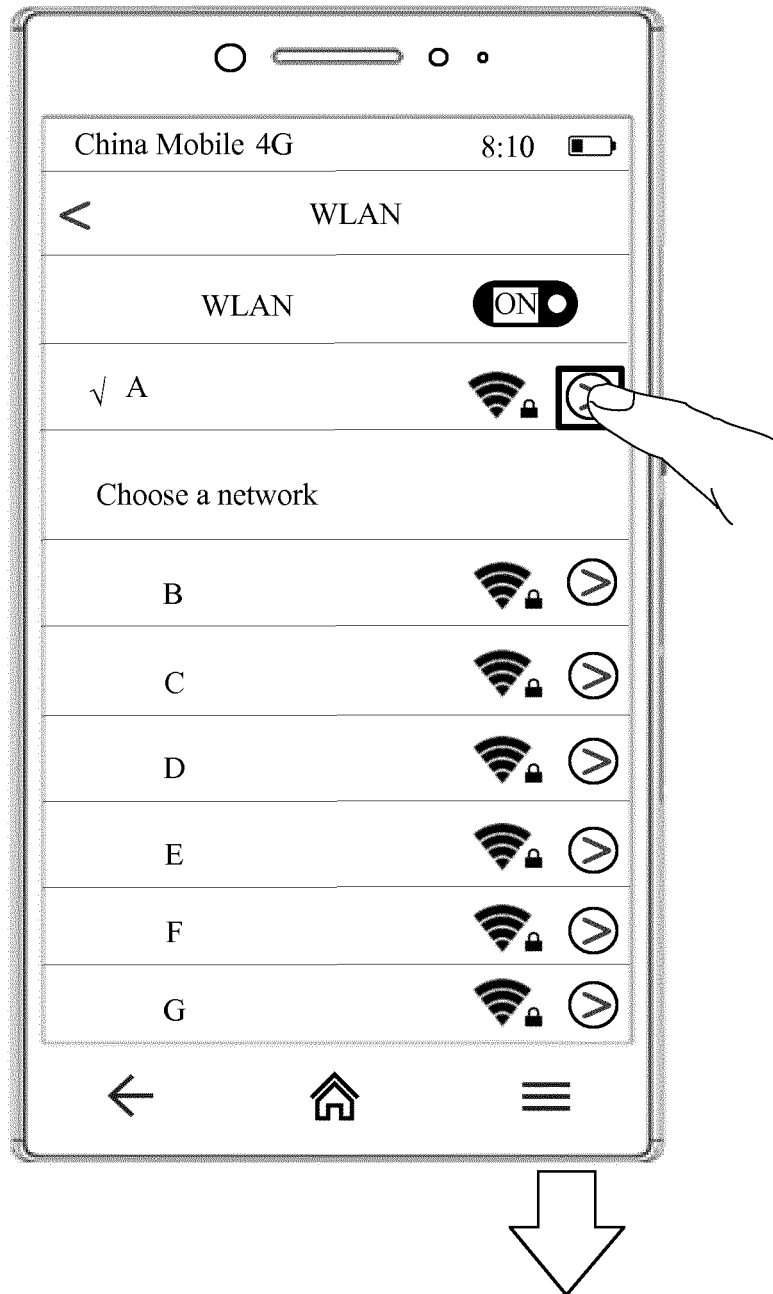 China Mobile 4G 8:10
< WLAN
WLAN ON
√ A
Choose a network
B
C
D
E
F
G